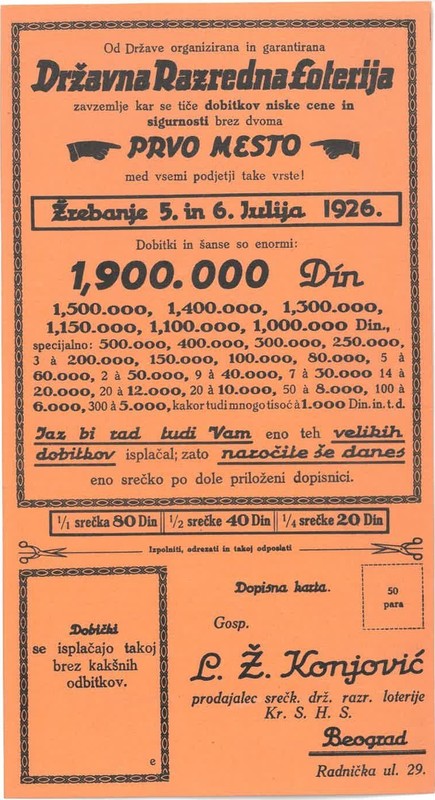 Od Države organizirana in garantirana
Državna Razredna Loterija
zavzemlje kar se tiče dobitkov niske cene in
sigurnosti brez dvoma
PRVO MESTO
med vsemi podjetji take vrste!
Žrebanje 5. in 6. Julija 1926.
Dobitki in šanse so enormi:
1,900.000 Din
1,500.000, 1,400.000, 1,300.000,
1,150.000, 1,100.000, 1,000.000 Din.,
specijalno: 500.000, 400.000, 300.000, 250.000,
3 à 200.000, 150.000, 100.000, 80.000, 5 à
60.000, 2 à 50.000, 9 à 40.000, 7 à 30.000 14 à
20.000, 20 à 12.000, 20 à 10.000, 50 à 8.000, 100 à
6.000, 300 à 5.000, kakor tudi mnogo tisoć à 1.000 Din. in. t. d.
Jaz bi rad tudi Vam eno teh velikih
dobitkov isplačal; zato naročite še danes
eno srečko po dole priloženi dopisnici.
1/1 srečka 80 Din 1/2 srečke 40 Din 1/4 srečke 20 Din
Izpolniti, odrezati in takoj odposlati
Dobički
se isplačajo takoj
brez kakšnih
odbitkov.
e
Dopisna karta.
50
para
Gosp.
L. Ž. Konjović
prodajalec srečk. drž. razr. loterije
Kr. S. H. S.
Beograd
Radnička ul. 29.